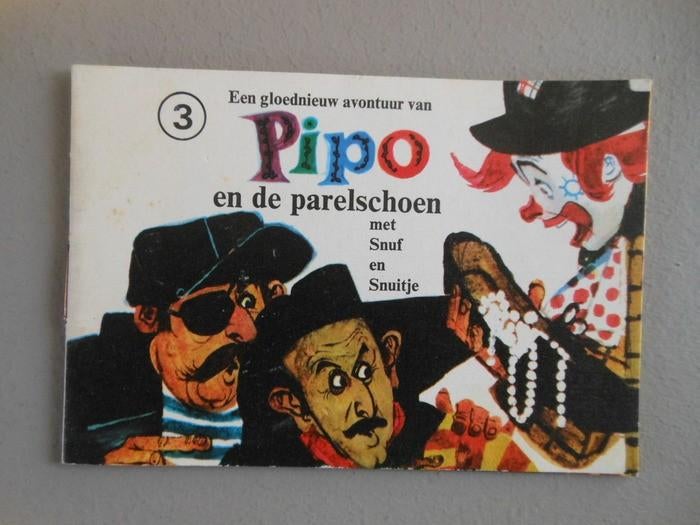 3
Een gloednieuw avontuur van
Pipo
en de parelschoen
met
Snuf
en
Snuitje